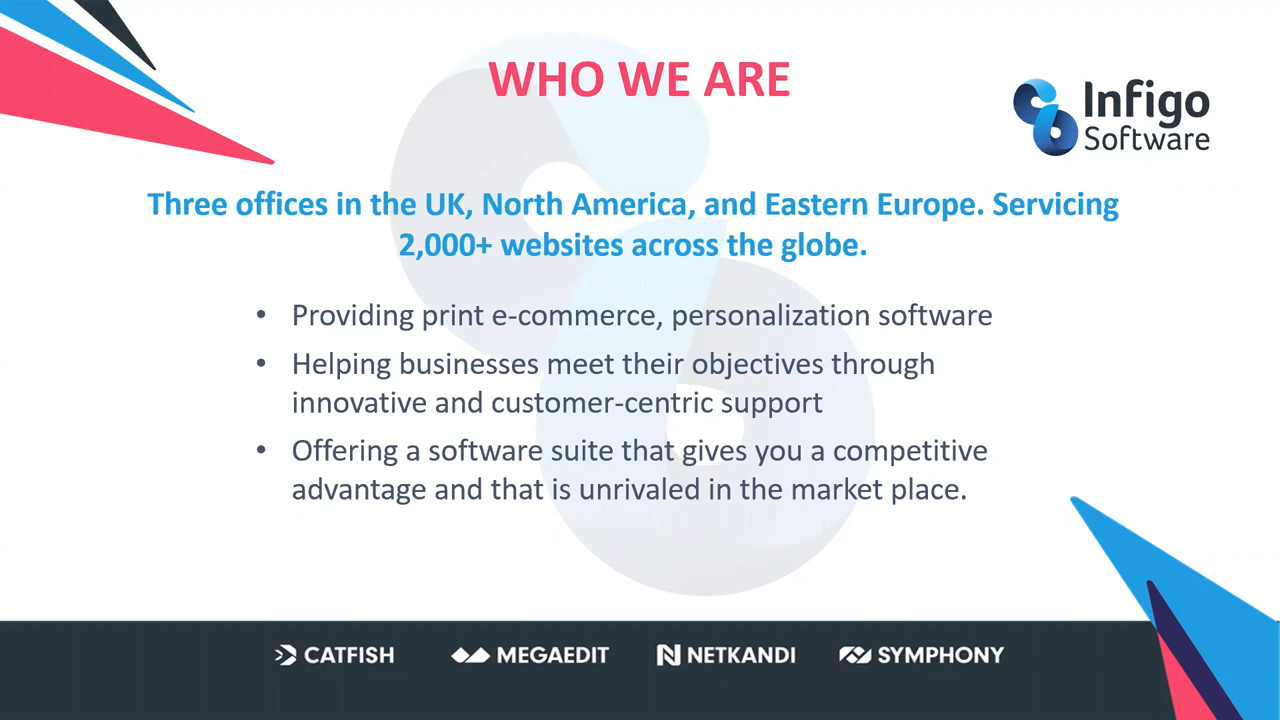 WHO WE ARE
Infigo
Software
Three offices in the UK, North America, and Eastern Europe. Servicing
2,000+ websites across the globe.
• Providing print e-commerce, personalization software
• Helping businesses meet their objectives through
innovative and customer-centric support
• Offering a software suite that gives you a competitive
advantage and that is unrivaled in the market place.
CATFISH MEGAEDIT NETKANDI SYMPHONY